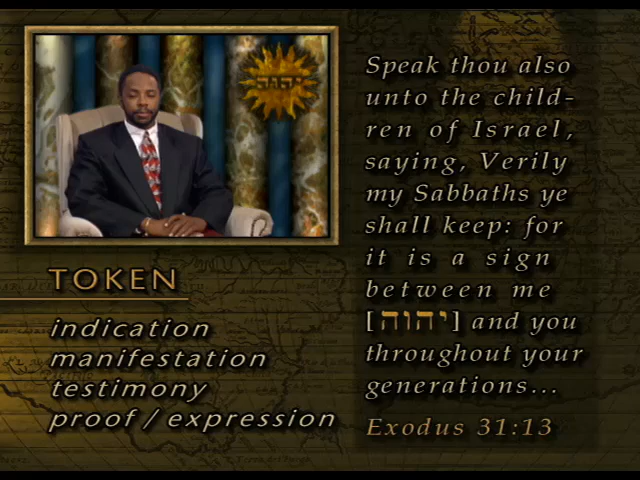 יהוה
TOKEN
indication
manifestation
testimony
proof / expression
Speak thou also
unto the child-
ren of Israel,
saying, Verily
my Sabbaths ye
shall keep: for
it is a sign
between me
[יהוה] and you
throughout your
generations...
Exodus 31:13